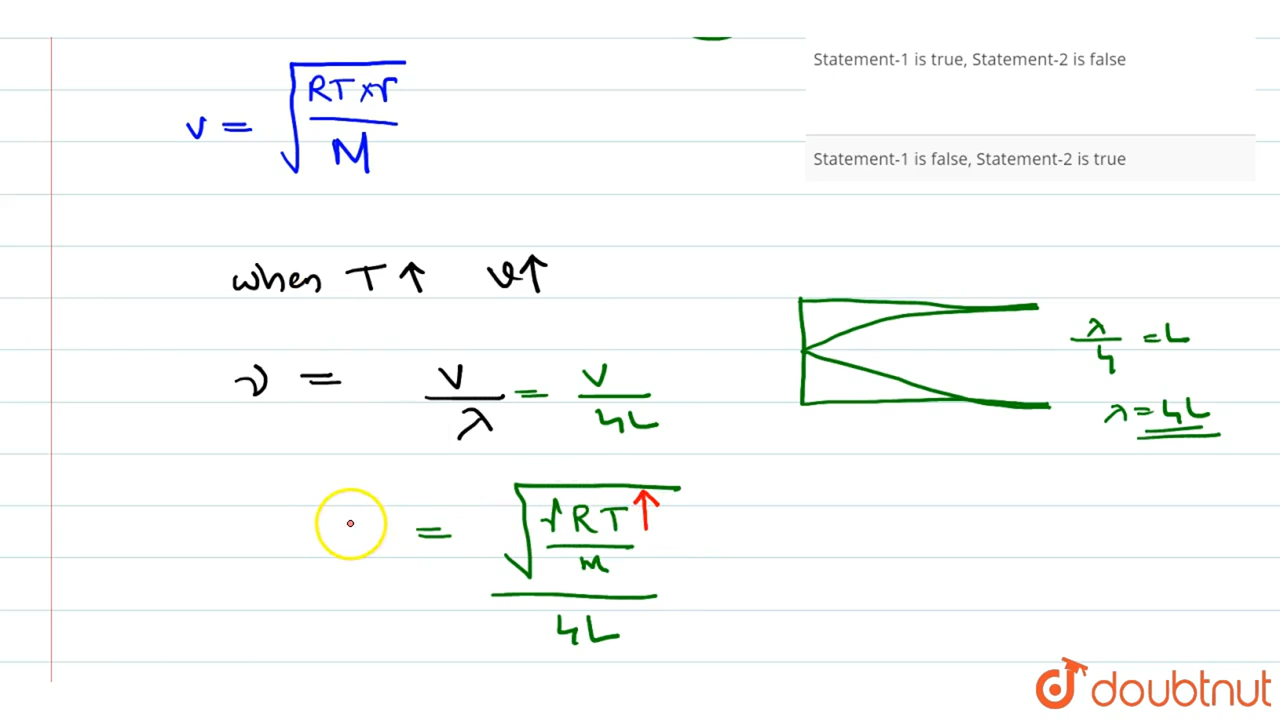 Statement-1 is true, Statement-2 is false
v = √(RT×γ/M)
Statement-1 is false, Statement-2 is true
when T↑ v↑
λ/4 = L
ν = v/λ = v/4L
λ = 4L
= √(γRT↑/M)/4L
doubtnut